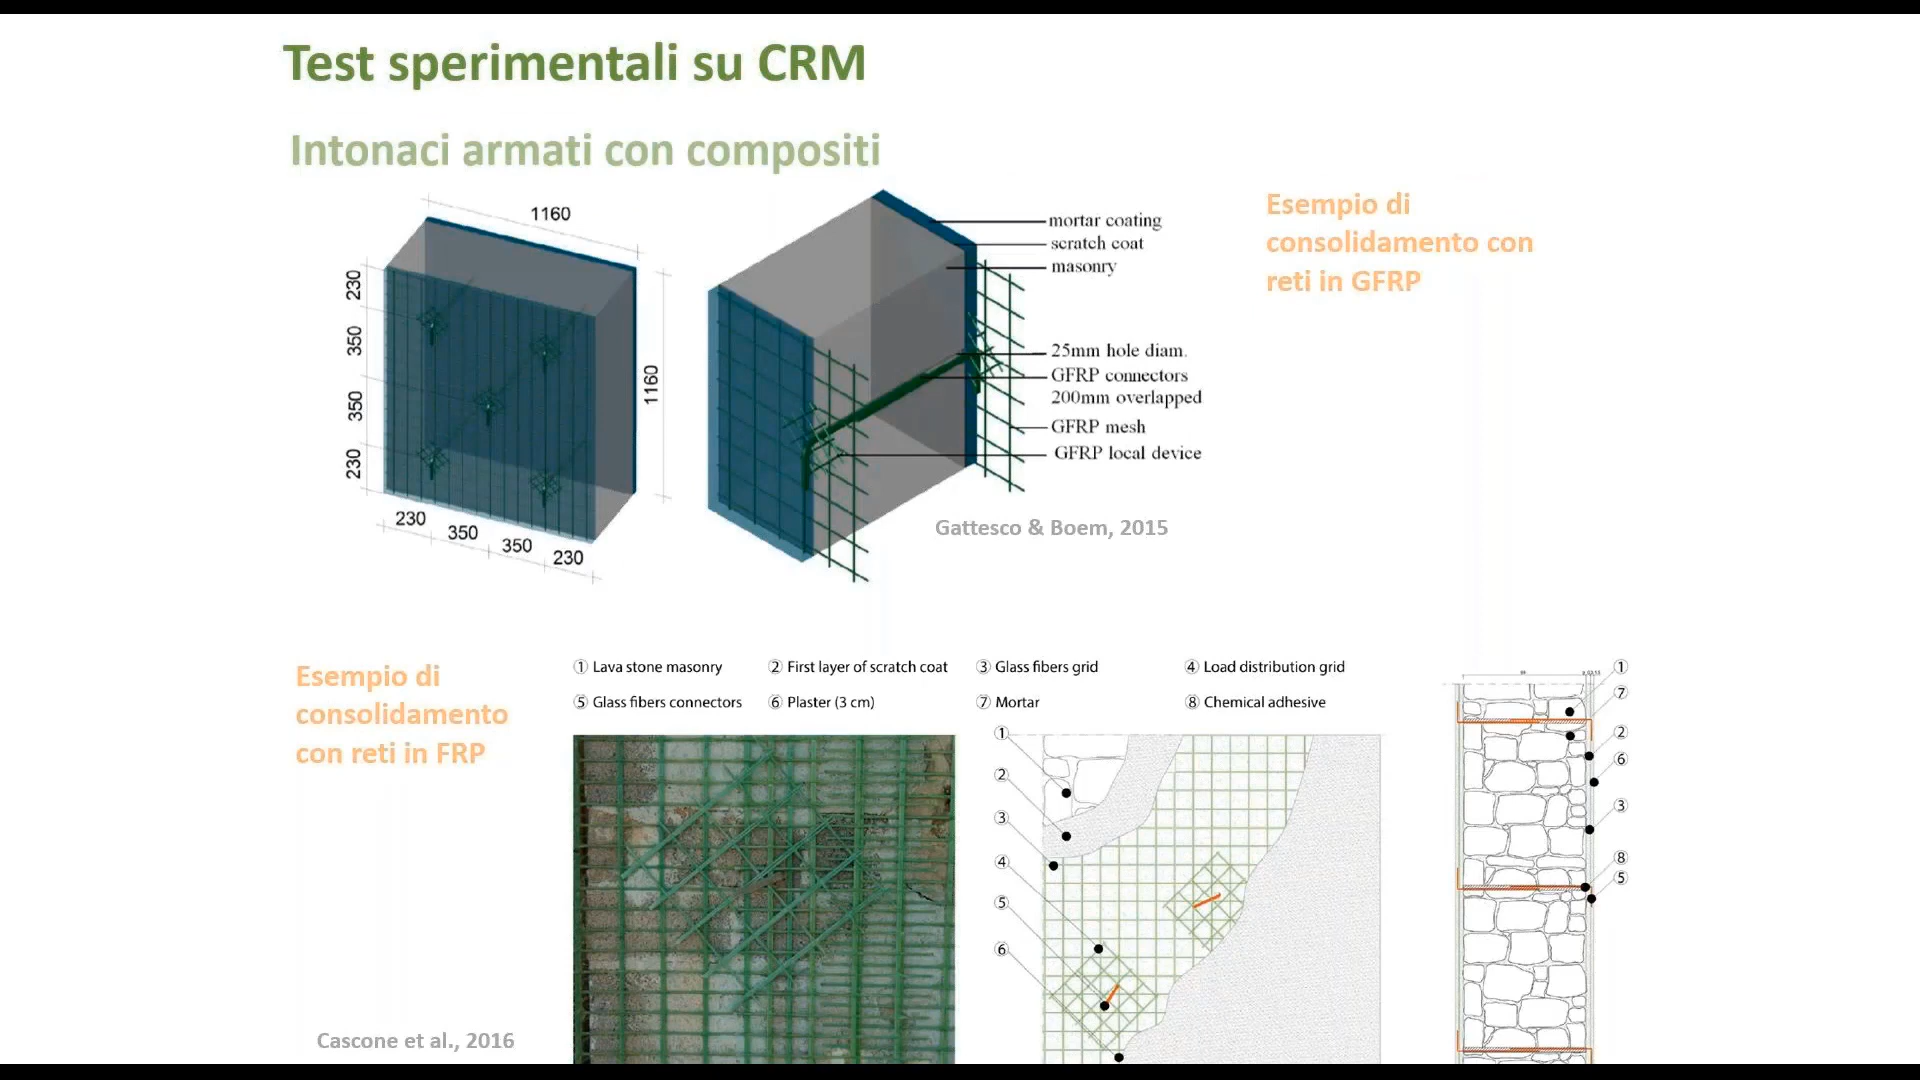 Test sperimentali su CRM
Intonaci armati con compositi
1160
230
350
350
230
1160
230
350
350
230
mortar coating
scratch coat
masonry
25mm hole diam.
GFRP connectors
200mm overlapped
GFRP mesh
GFRP local device
Gattesco & Boem, 2015
Esempio di
consolidamento con
reti in GFRP
Esempio di
consolidamento
con reti in FRP
① Lava stone masonry ② First layer of scratch coat ③ Glass fibers grid ④ Load distribution grid
⑤ Glass fibers connectors ⑥ Plaster (3 cm) ⑦ Mortar ⑧ Chemical adhesive
①
②
③
④
⑤
⑥
①
⑦
②
⑥
③
⑧
⑤
Cascone et al., 2016